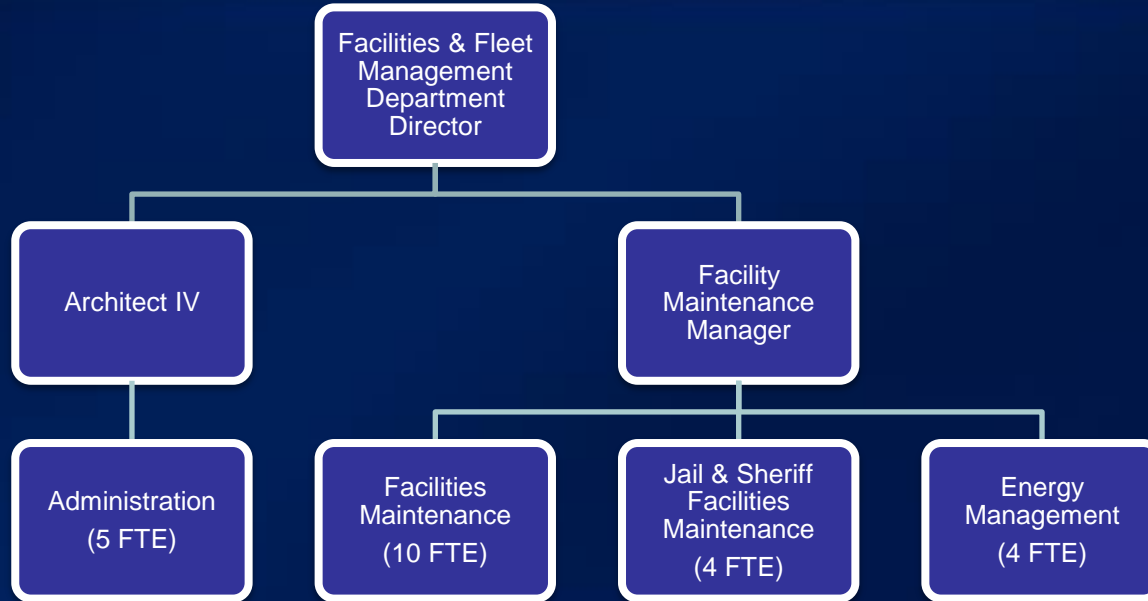 Facilities & Fleet
Management
Department
Director
Architect IV
Facility
Maintenance
Manager
Administration
(5 FTE)
Facilities
Maintenance
(10 FTE)
Jail & Sheriff
Facilities
Maintenance
(4 FTE)
Energy
Management
(4 FTE)